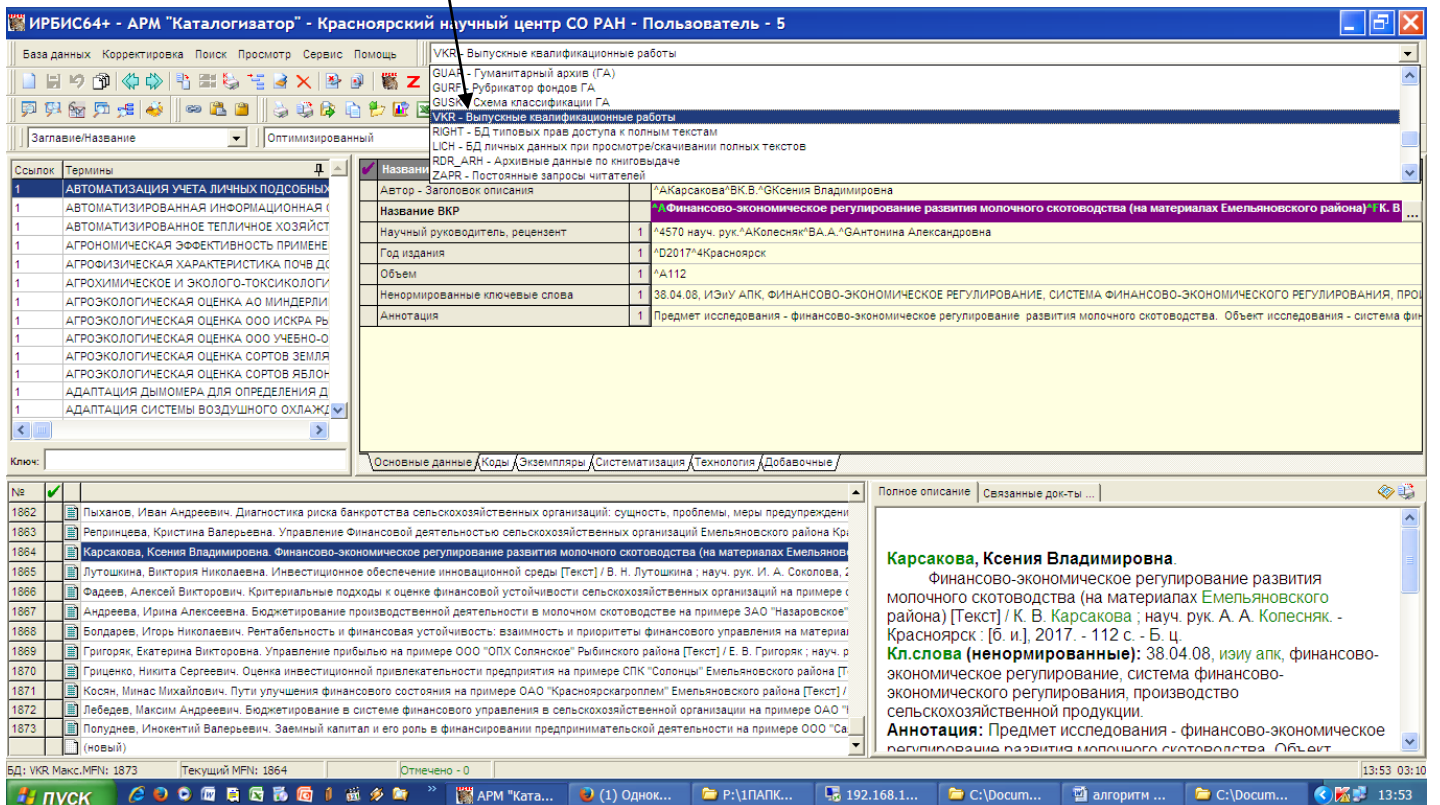 ИРБИС64+ - АРМ "Каталогизатор" - Красноярский научный центр СО РАН - Пользователь - 5
База данных Корректировка Поиск Просмотр Сервис Помощь
VKR - Выпускные квалификационные работы
GUAR - Гуманитарный архив (ГА)
GURF - Рубрикатор фондов ГА
GUSK - Схема классификации ГА
VKR - Выпускные квалификационные работы
RIGHT - БД типовых прав доступа к полным текстам
LICH - БД личных данных при просмотре/скачивании полных текстов
RDR_ARH - Архивные данные по книговыдаче
ZAPR - Постоянные запросы читателей
Заглавие/Название
Оптимизированный
Ссылок Термины
1 АВТОМАТИЗАЦИЯ УЧЕТА ЛИЧНЫХ ПОДСОБНЫХ
1 АВТОМАТИЗИРОВАННАЯ ИНФОРМАЦИОННАЯ
1 АВТОМАТИЗИРОВАННОЕ ТЕПЛИЧНОЕ ХОЗЯЙСТ
1 АГРОНОМИЧЕСКАЯ ЭФФЕКТИВНОСТЬ ПРИМЕНЕ
1 АГРОФИЗИЧЕСКАЯ ХАРАКТЕРИСТИКА ПОЧВ ДО
1 АГРОХИМИЧЕСКОЕ И ЭКОЛОГО-ТОКСИКОЛОГИ
1 АГРОЭКОЛОГИЧЕСКАЯ ОЦЕНКА АО МИНДЕРЛИ
1 АГРОЭКОЛОГИЧЕСКАЯ ОЦЕНКА ООО ИСКРА РЫ
1 АГРОЭКОЛОГИЧЕСКАЯ ОЦЕНКА ООО УЧЕБНО-О
1 АГРОЭКОЛОГИЧЕСКАЯ ОЦЕНКА СОРТОВ ЗЕМЛЯ
1 АГРОЭКОЛОГИЧЕСКАЯ ОЦЕНКА СОРТОВ ЯБЛОН
1 АДАПТАЦИЯ ДЫМОМЕРА ДЛЯ ОПРЕДЕЛЕНИЯ Д
1 АДАПТАЦИЯ СИСТЕМЫ ВОЗДУШНОГО ОХЛАЖД
Ключ:
Названи
Автор - Заголовок описания ^AКарсакова^BК.В.^GКсения Владимировна
Название ВКР ^AФинансово-экономическое регулирование развития молочного скотоводства (на материалах Емельяновского района)^FК. В ...
Научный руководитель, рецензент 1 ^4570 науч. рук.^AКолесняк^BА.А.^GАнтонина Александровна
Год издания 1 ^D2017^4Красноярск
Объем 1 ^A112
Ненормированные ключевые слова 1 38.04.08, ИЭиУ АПК, ФИНАНСОВО-ЭКОНОМИЧЕСКОЕ РЕГУЛИРОВАНИЕ, СИСТЕМА ФИНАНСОВО-ЭКОНОМИЧЕСКОГО РЕГУЛИРОВАНИЯ, ПРОИ
Аннотация 1 Предмет исследования - финансово-экономическое регулирование развития молочного скотоводства. Объект исследования - система фин
Основные данные Коды Экземпляры Систематизация Технология Добавочные
№
1862 Пыханов, Иван Андреевич. Диагностика риска банкротства сельскохозяйственных организаций: сущность, проблемы, меры предупреждени
1863 Репринцева, Кристина Валерьевна. Управление Финансовой деятельностью сельскохозяйственных организаций Емельяновского района Кра
1864 Карсакова, Ксения Владимировна. Финансово-экономическое регулирование развития молочного скотоводства (на материалах Емельянов
1865 Лутошкина, Виктория Николаевна. Инвестиционное обеспечение инновационной среды [Текст] / В. Н. Лутошкина ; науч. рук. И. А. Соколова, 2
1866 Фадеев, Алексей Викторович. Критериальные подходы к оценке финансовой устойчивости сельскохозяйственных организаций на примере
1867 Андреева, Ирина Алексеевна. Бюджетирование производственной деятельности в молочном скотоводстве на примере ЗАО "Назаровское"
1868 Болдарев, Игорь Николаевич. Рентабельность и финансовая устойчивость: взаимность и приоритеты финансового управления на материал
1869 Григоряк, Екатерина Викторовна. Управление прибылью на примере ООО "ОПХ Солянское" Рыбинского района [Текст] / Е. В. Григоряк ; науч. р
1870 Гриценко, Никита Сергеевич. Оценка инвестиционной привлекательности предприятия на примере СПК "Солонцы" Емельяновского района [Т
1871 Косян, Минас Михайлович. Пути улучшения финансового состояния на примере ОАО "Красноярскагроплем" Емельяновского района [Текст] /
1872 Лебедев, Максим Андреевич. Бюджетирование в системе финансового управления в сельскохозяйственной организации на примере ОАО "
1873 Полуднев, Инокентий Валерьевич. Заемный капитал и его роль в финансировании предпринимательской деятельности на примере ООО "Са
(новый)
Полное описание Связанные док-ты ...
Карсакова, Ксения Владимировна.
Финансово-экономическое регулирование развития
молочного скотоводства (на материалах Емельяновского
района) [Текст] / К. В. Карсакова ; науч. рук. А. А. Колесняк. -
Красноярск : [б. и.], 2017. - 112 с. - Б. ц.
Кл.слова (ненормированные): 38.04.08, иэиу апк, финансово-
экономическое регулирование, система финансово-
экономического регулирования, производство
сельскохозяйственной продукции.
Аннотация: Предмет исследования - финансово-экономическое
регулирование развития молочного скотоводства. Объект
БД: VKR Макс.MFN: 1873 Текущий MFN: 1864 Отмечено - 0 13:53 03:10
пуск АРМ "Ката... (1) Однок... P:\1ПАПК... 192.168.1... C:\Docum... алгоритм ... C:\Docum... 13:53